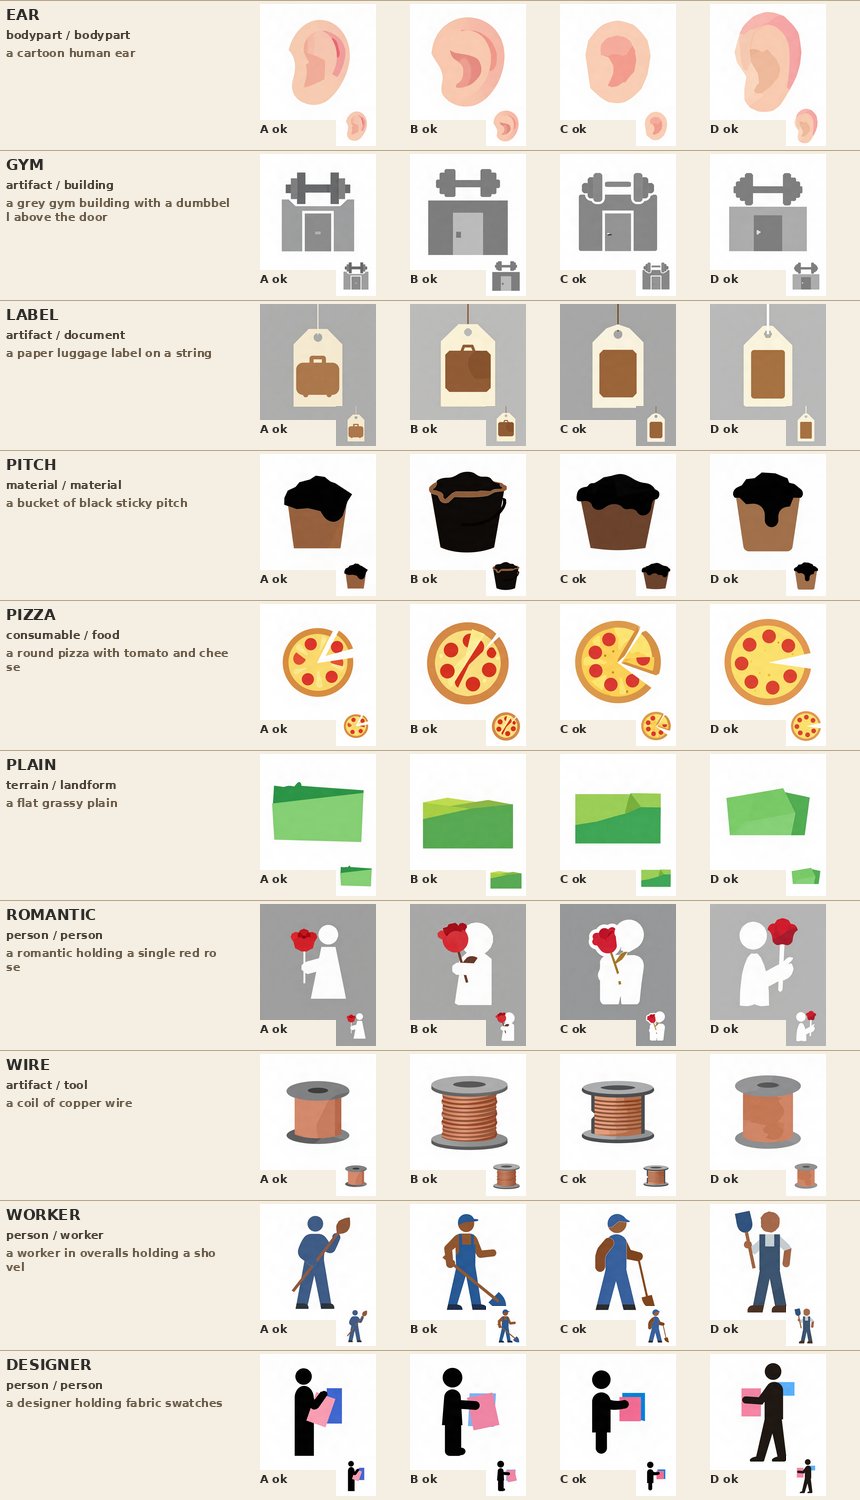 EAR
bodypart / bodypart
a cartoon human ear
A ok
B ok
C ok
D ok
GYM
artifact / building
a grey gym building with a dumbbel
l above the door
A ok
B ok
C ok
D ok
LABEL
artifact / document
a paper luggage label on a string
A ok
B ok
C ok
D ok
PITCH
material / material
a bucket of black sticky pitch
A ok
B ok
C ok
D ok
PIZZA
consumable / food
a round pizza with tomato and chee
se
A ok
B ok
C ok
D ok
PLAIN
terrain / landform
a flat grassy plain
A ok
B ok
C ok
D ok
ROMANTIC
person / person
a romantic holding a single red ro
se
A ok
B ok
C ok
D ok
WIRE
artifact / tool
a coil of copper wire
A ok
B ok
C ok
D ok
WORKER
person / worker
a worker in overalls holding a sho
vel
A ok
B ok
C ok
D ok
DESIGNER
person / person
a designer holding fabric swatches
A ok
B ok
C ok
D ok